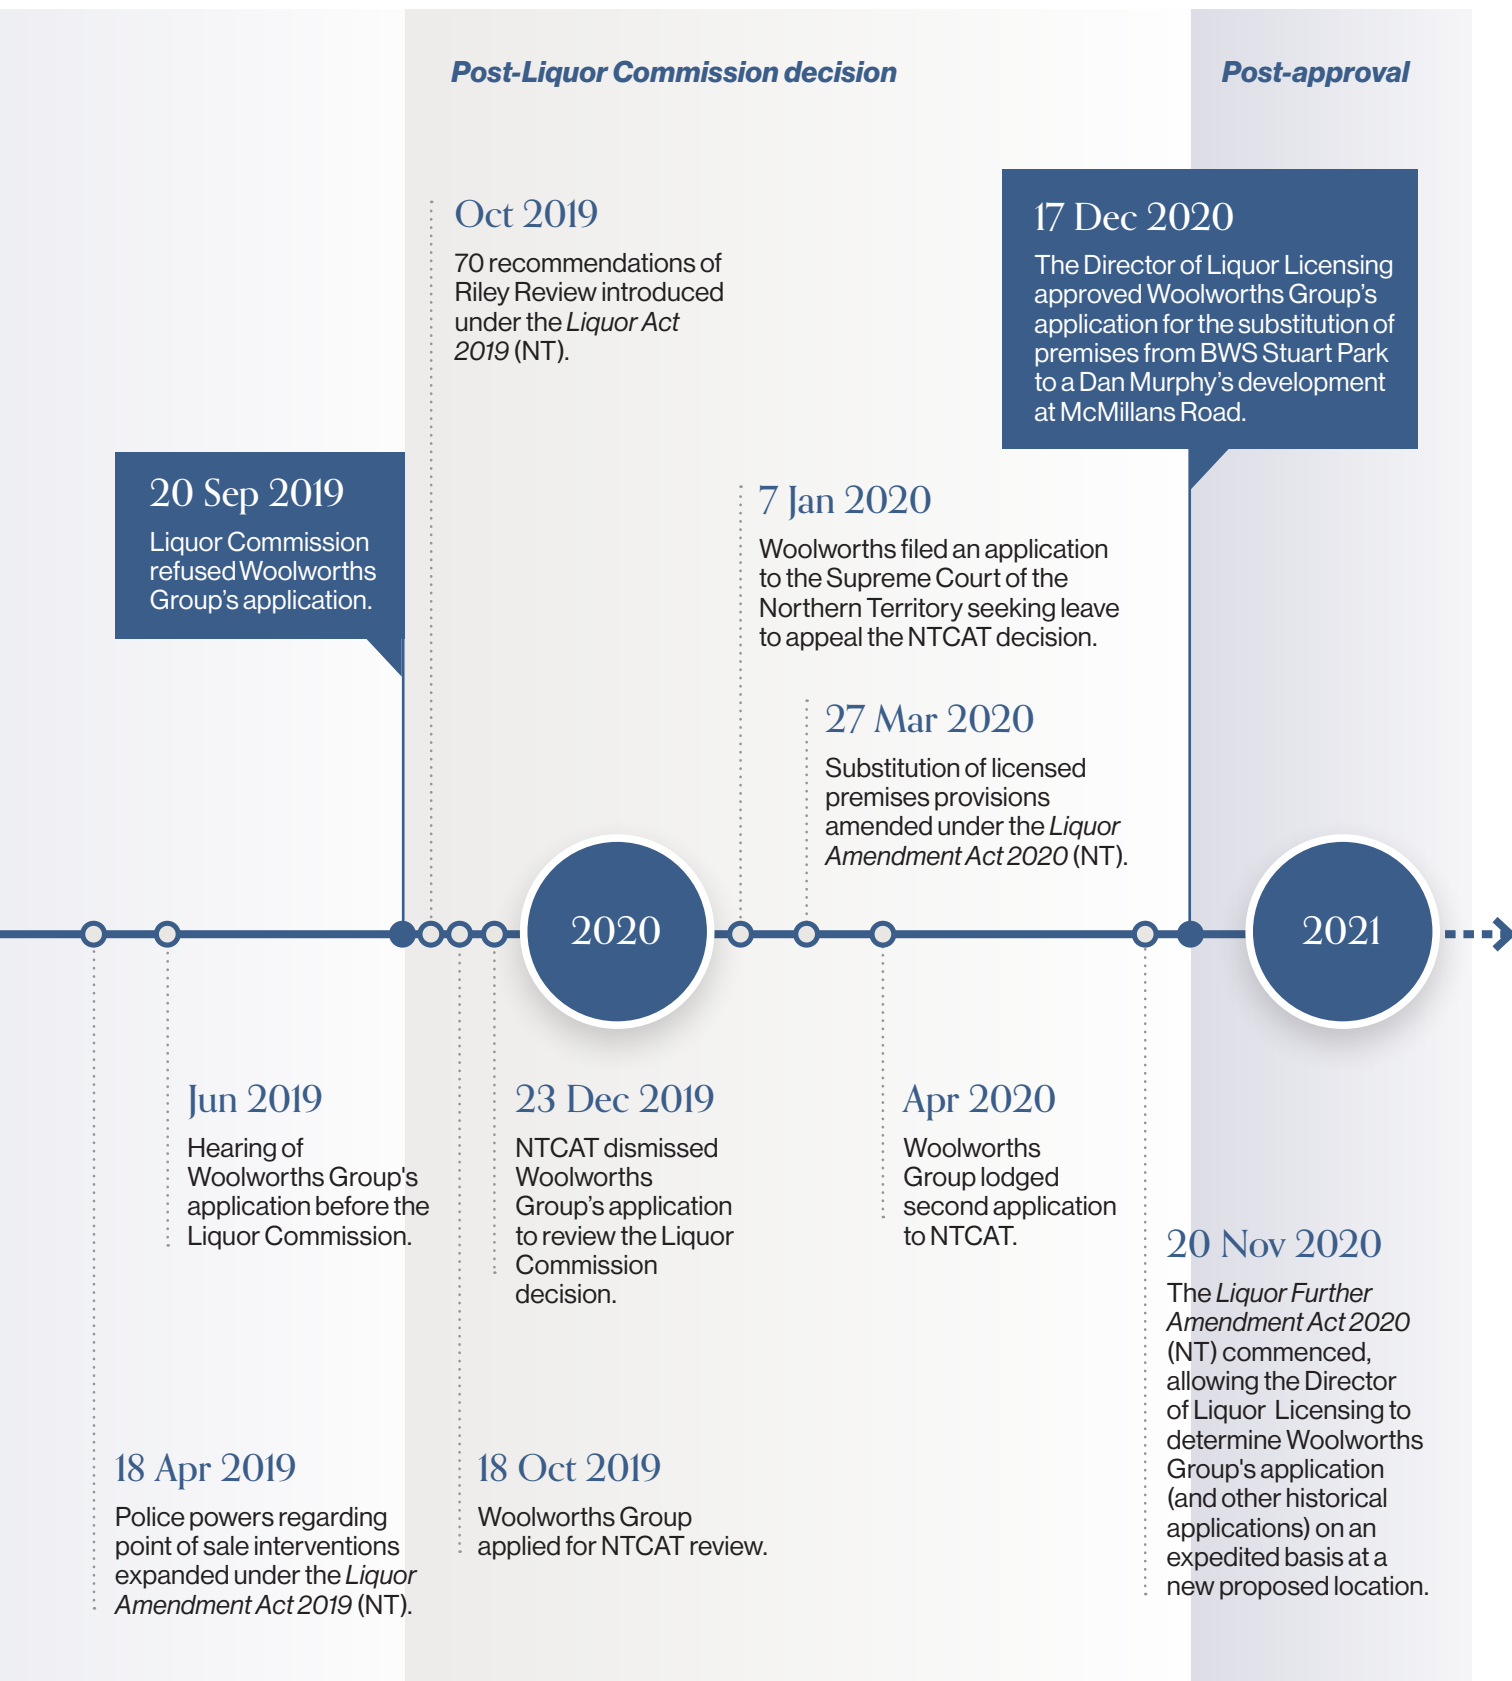 Post-Liquor Commission decision
Post-approval
Oct 2019
70 recommendations of
Riley Review introduced
under the Liquor Act
2019 (NT).
17 Dec 2020
The Director of Liquor Licensing
approved Woolworths Group’s
application for the substitution of
premises from BWS Stuart Park
to a Dan Murphy’s development
at McMillans Road.
20 Sep 2019
Liquor Commission
refused Woolworths
Group’s application.
7 Jan 2020
Woolworths filed an application
to the Supreme Court of the
Northern Territory seeking leave
to appeal the NTCAT decision.
27 Mar 2020
Substitution of licensed
premises provisions
amended under the Liquor
Amendment Act 2020 (NT).
2020
2021
Jun 2019
Hearing of
Woolworths Group's
application before the
Liquor Commission.
23 Dec 2019
NTCAT dismissed
Woolworths
Group’s application
to review the Liquor
Commission
decision.
Apr 2020
Woolworths
Group lodged
second application
to NTCAT.
20 Nov 2020
The Liquor Further
Amendment Act 2020
(NT) commenced,
allowing the Director
of Liquor Licensing to
determine Woolworths
Group's application
(and other historical
applications) on an
expedited basis at a
new proposed location.
18 Apr 2019
Police powers regarding
point of sale interventions
expanded under the Liquor
Amendment Act 2019 (NT).
18 Oct 2019
Woolworths Group
applied for NTCAT review.